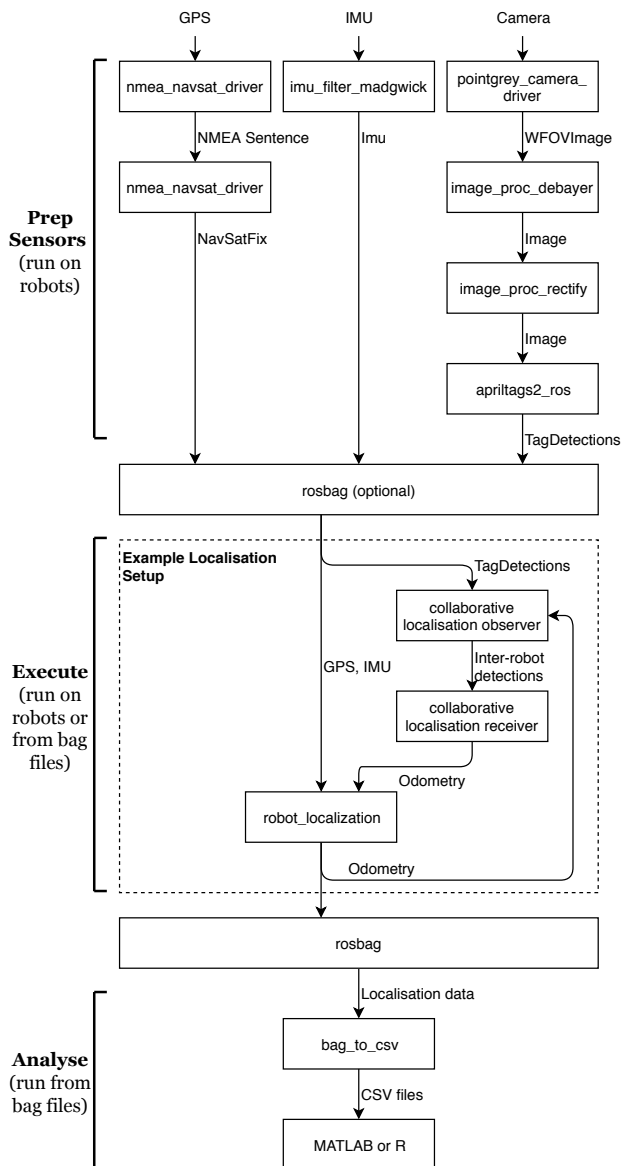 GPS
IMU
Camera
nmea_navsat_driver
imu_filter_madgwick
pointgrey_camera_
driver
NMEA Sentence
Imu
WFOVImage
nmea_navsat_driver
image_proc_debayer
Prep
Sensors
(run on
robots)
NavSatFix
Image
image_proc_rectify
Image
apriltags2_ros
TagDetections
rosbag (optional)
Example Localisation
Setup
TagDetections
collaborative
localisation observer
Execute
(run on
robots or
from bag
files)
GPS, IMU
Inter-robot
detections
collaborative
localisation receiver
Odometry
robot_localization
Odometry
rosbag
Localisation data
Analyse
(run from
bag files)
bag_to_csv
CSV files
MATLAB or R